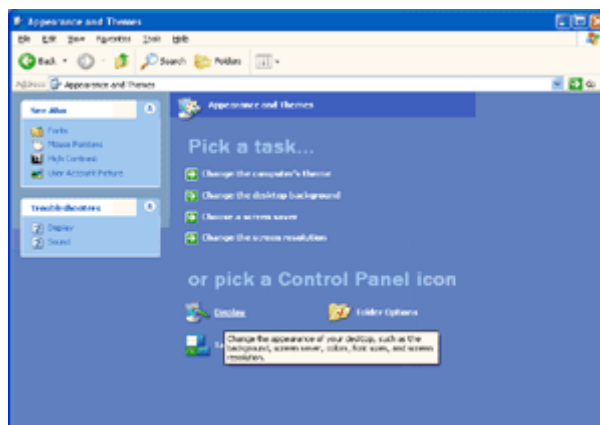 Appearance and Themes
File Edit View Favorites Tools Help
Back Search Folders
Address Appearance and Themes Go
See Also
Fonts
Mouse Pointers
High Contrast
User Account Picture
Troubleshooters
Display
Sound
Appearance and Themes
Pick a task...
Change the computer's theme
Change the desktop background
Choose a screen saver
Change the screen resolution
or pick a Control Panel icon
Display Folder Options
Change the appearance of your desktop, such as the
background, screen saver, colors, font sizes, and screen
resolution.